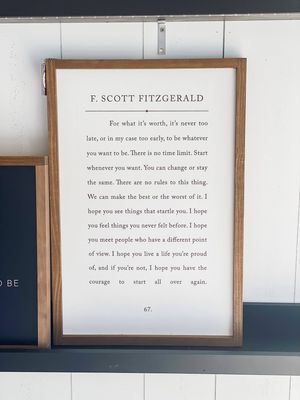 F. SCOTT FITZGERALD
For what it's worth, it's never too
late, or in my case too early, to be whatever
you want to be. There is no time limit. Start
whenever you want. You can change or stay
the same. There are no rules to this thing.
We can make the best or the worst of it. I
hope you see things that startle you. I hope
you feel things you never felt before. I hope
you meet people who have a different point
of view. I hope you live a life you're proud
of, and if you're not, I hope you have the
courage to start all over again.
67.
BE